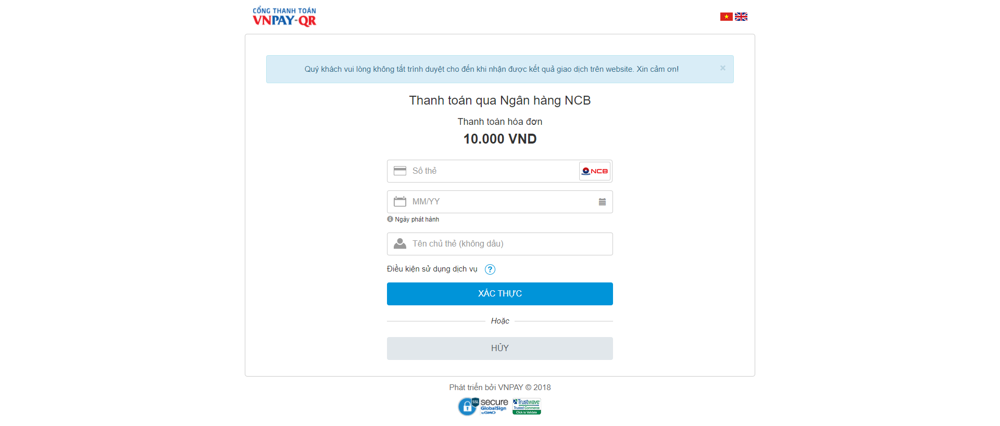 CỔNG THANH TOÁN
VNPAY-QR
Quý khách vui lòng không tắt trình duyệt cho đến khi nhận được kết quả giao dịch trên website. Xin cảm ơn!
×
Thanh toán qua Ngân hàng NCB
Thanh toán hóa đơn
10.000 VND
Số thẻ
NCB
MM/YY
Ngày phát hành
Tên chủ thẻ (không dấu)
Điều kiện sử dụng dịch vụ ?
XÁC THỰC
Hoặc
HỦY
Phát triển bởi VNPAY © 2018
SSL secure
GlobalSign
by GMO
Trustwave
Trusted Commerce
Click to Validate